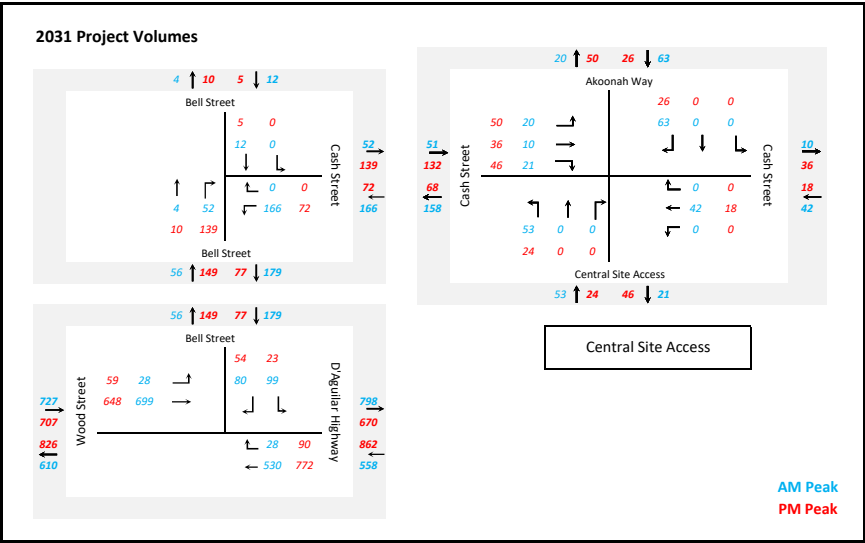 2031 Project Volumes
4 10 5 12
Bell Street
5 0
12 0
Cash Street
52
139
72
166
0 0
4 52 166 72
10 139
Bell Street
56 149 77 179
56 149 77 179
Bell Street
54 23
59 28 80 99
648 699
Wood Street
D'Aguilar Highway
727
707
826
610
798
670
862
558
28 90
530 772
20 50 26 63
Akoonah Way
26 0 0
50 20 63 0 0
36 10
46 21
51
132
68
158
Cash Street
Cash Street
10
36
18
42
0 0
42 18
53 0 0 0 0
24 0 0
Central Site Access
53 24 46 21
Central Site Access
AM Peak
PM Peak